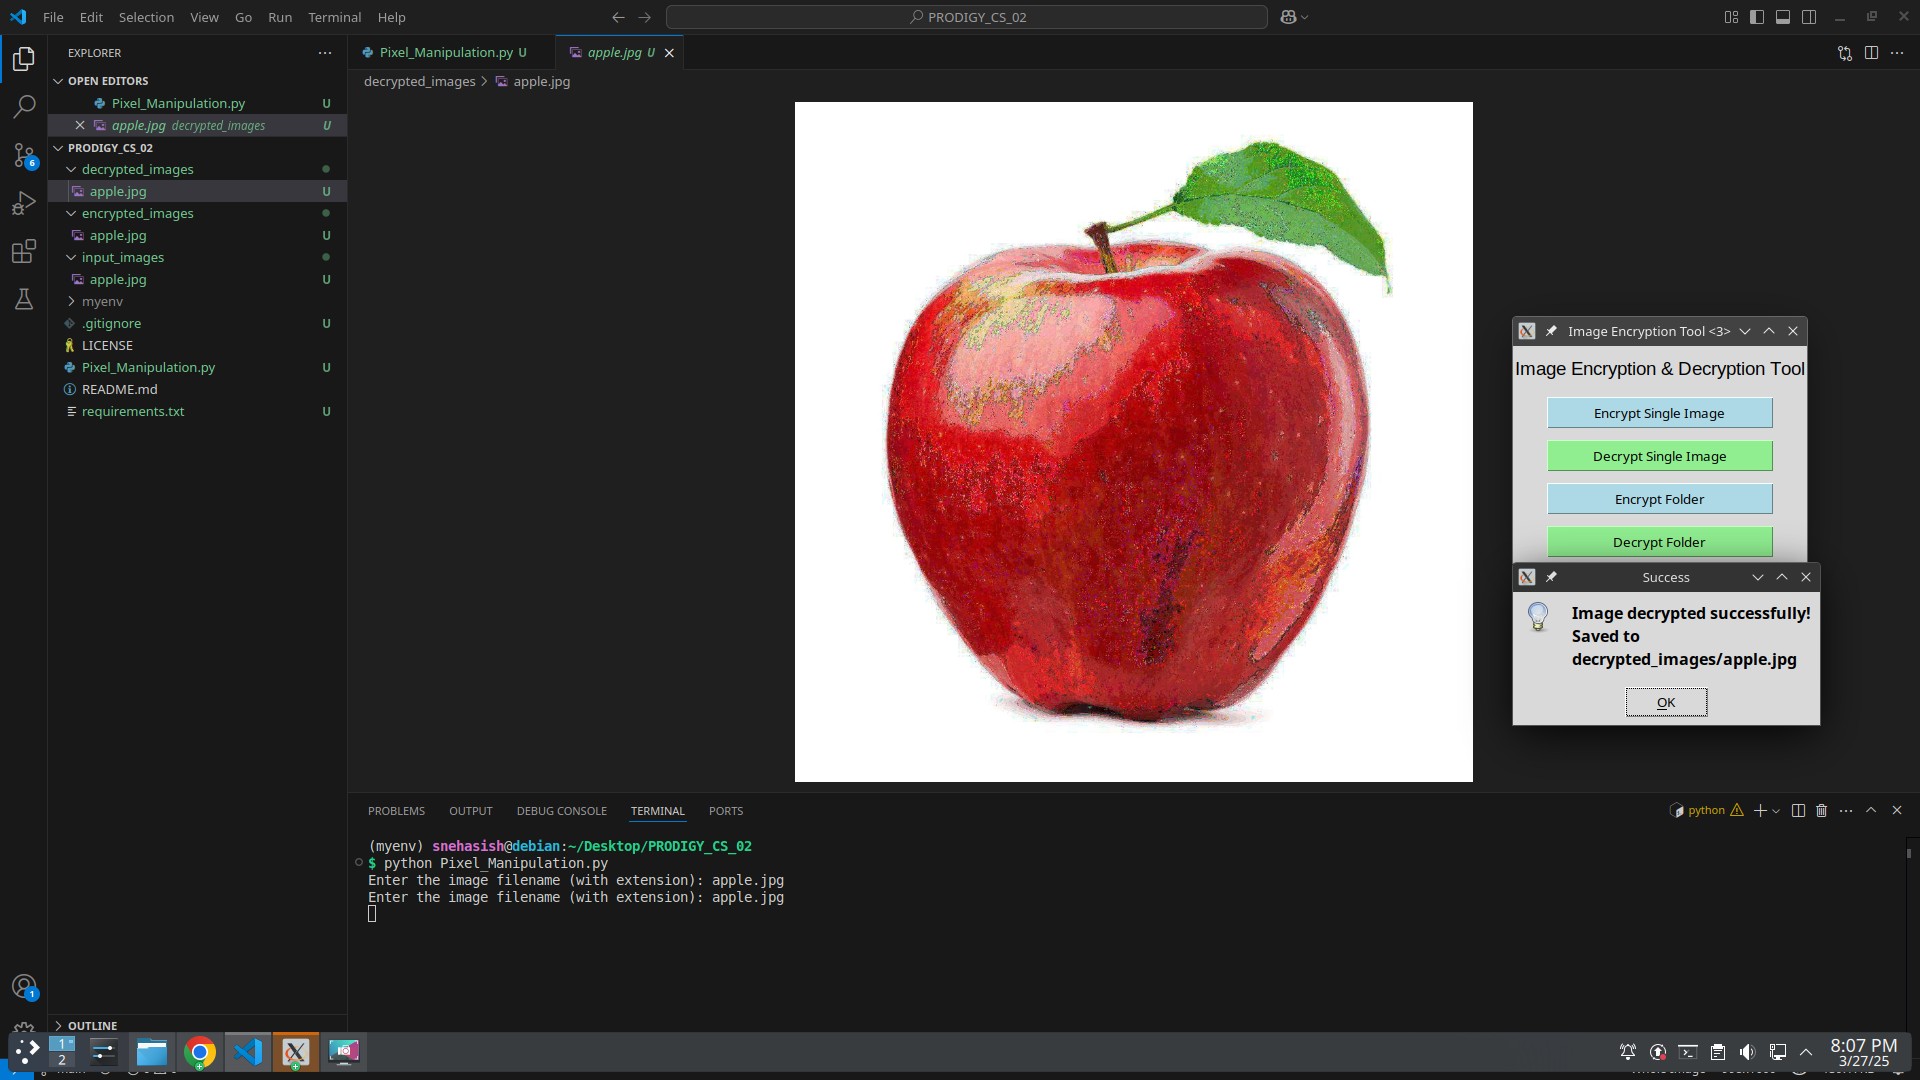 File Edit Selection View Go Run Terminal Help
PRODIGY_CS_02
EXPLORER
OPEN EDITORS
Pixel_Manipulation.py U
apple.jpg decrypted_images U
PRODIGY_CS_02
decrypted_images
apple.jpg U
encrypted_images
apple.jpg U
input_images
apple.jpg U
myenv
.gitignore U
LICENSE
Pixel_Manipulation.py U
README.md
requirements.txt U
OUTLINE
6
1
Pixel_Manipulation.py U
apple.jpg U
decrypted_images
apple.jpg
Image Encryption Tool <3>
Image Encryption & Decryption Tool
Encrypt Single Image
Decrypt Single Image
Encrypt Folder
Decrypt Folder
Success
Image decrypted successfully!
Saved to
decrypted_images/apple.jpg
OK
PROBLEMS OUTPUT DEBUG CONSOLE TERMINAL PORTS
python
(myenv) snehasish@debian:~/Desktop/PRODIGY_CS_02
$ python Pixel_Manipulation.py
Enter the image filename (with extension): apple.jpg
Enter the image filename (with extension): apple.jpg
1
2
8:07 PM
3/27/25